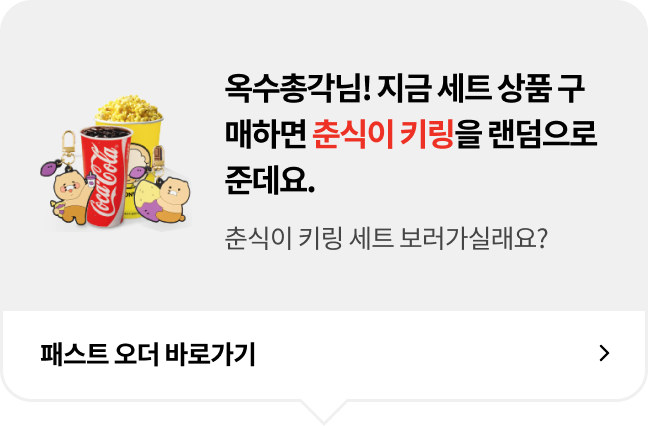 옥수총각님! 지금 세트 상품 구
매하면 춘식이 키링을 랜덤으로
준데요.
춘식이 키링 세트 보러가실래요?
Coca-Cola
패스트 오더 바로가기